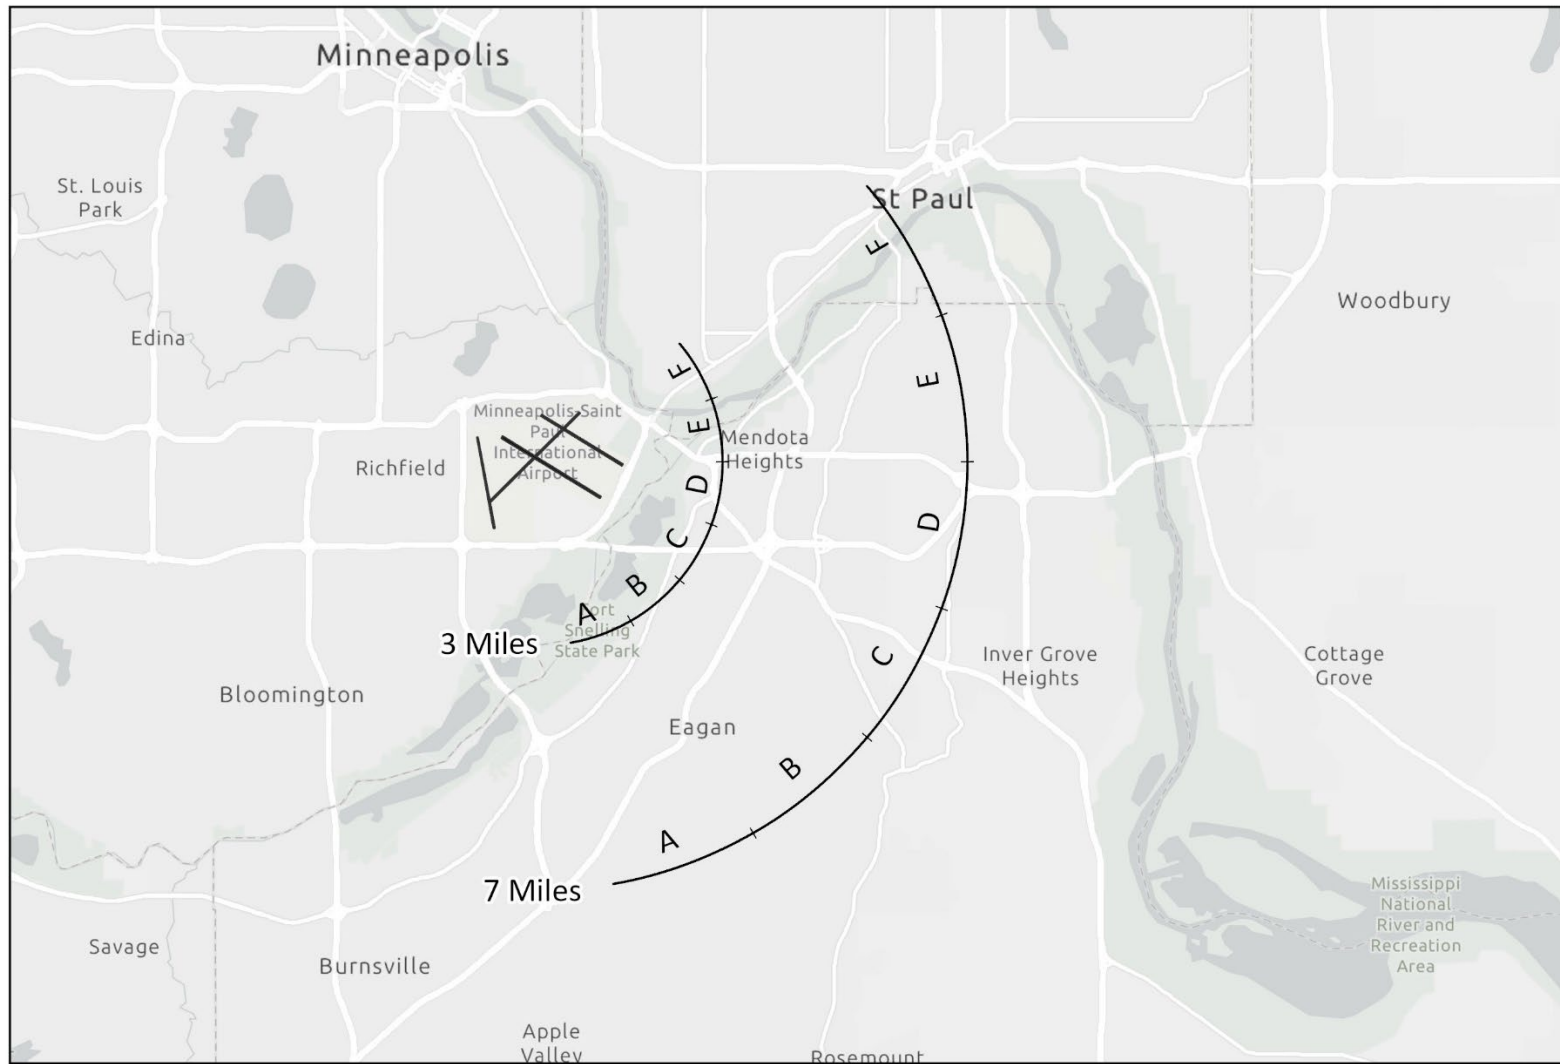 Minneapolis
St. Louis
Park
St Paul
F
Woodbury
Edina
F
E
Minneapolis-Saint
Paul
International
Airport
E
Mendota
Heights
Richfield
D
D
C
B
A
Fort
Snelling
State Park
3 Miles
C
Inver Grove
Heights
Cottage
Grove
Bloomington
Eagan
B
A
7 Miles
Mississippi
National
River and
Recreation
Area
Savage
Burnsville
Apple
Valley
Rosemount